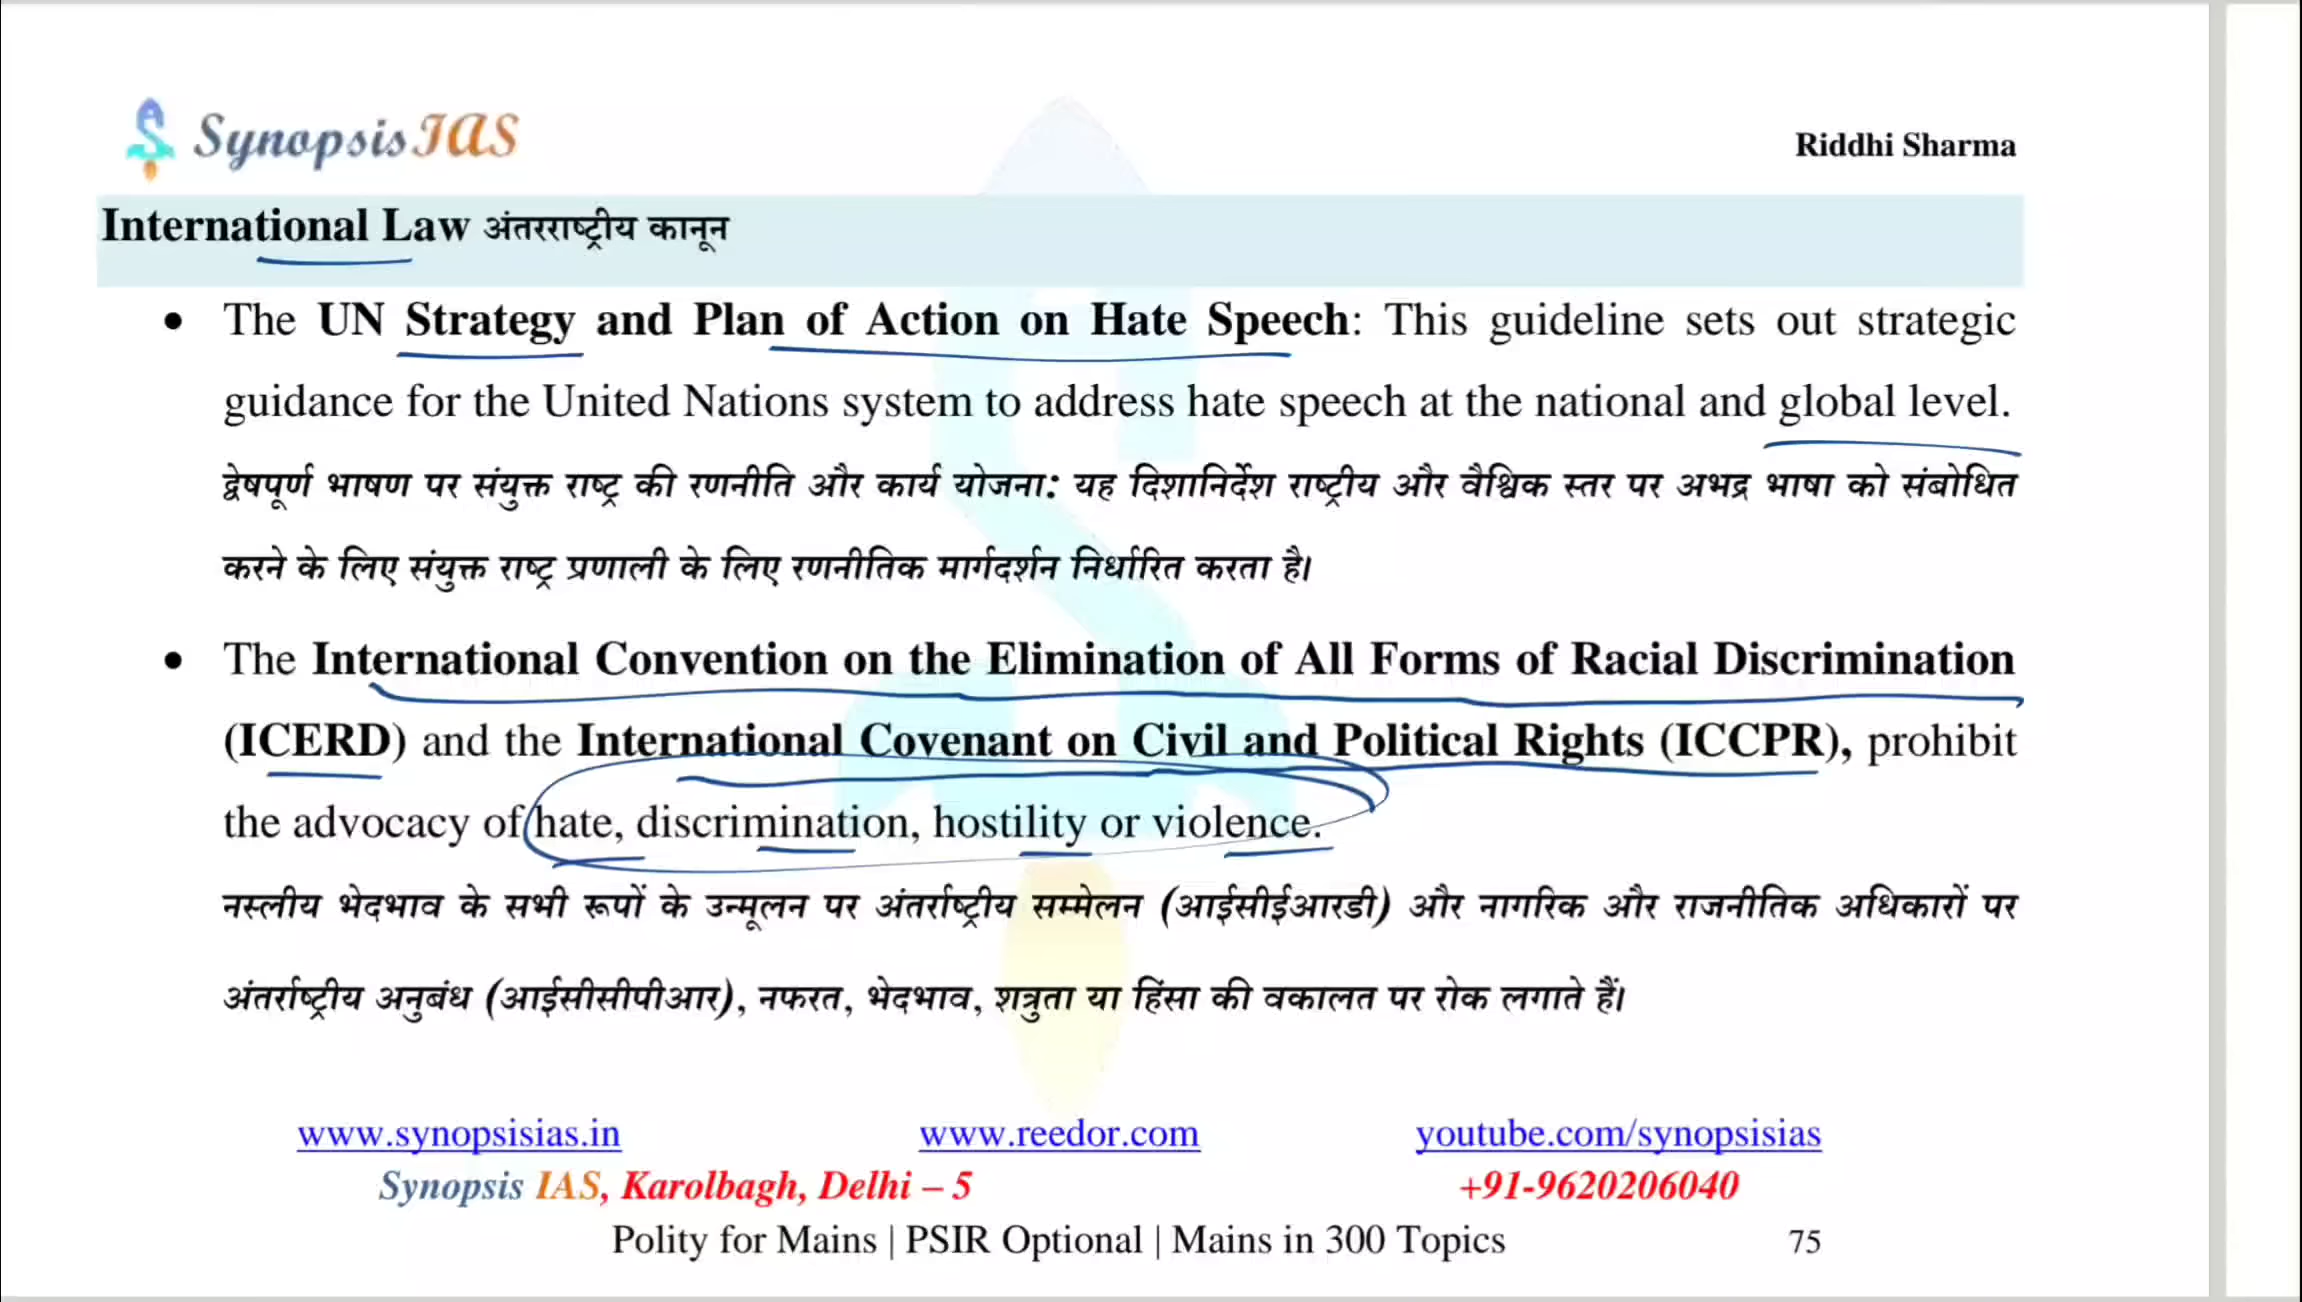 Synopsis IAS
Riddhi Sharma
International Law अंतरराष्ट्रीय कानून
• The UN Strategy and Plan of Action on Hate Speech: This guideline sets out strategic
guidance for the United Nations system to address hate speech at the national and global level.
द्वेषपूर्ण भाषण पर संयुक्त राष्ट्र की रणनीति और कार्य योजना: यह दिशानिर्देश राष्ट्रीय और वैश्विक स्तर पर अभद्र भाषा को संबोधित
करने के लिए संयुक्त राष्ट्र प्रणाली के लिए रणनीतिक मार्गदर्शन निर्धारित करता है।
• The International Convention on the Elimination of All Forms of Racial Discrimination
(ICERD) and the International Covenant on Civil and Political Rights (ICCPR), prohibit
the advocacy of hate, discrimination, hostility or violence.
नस्लीय भेदभाव के सभी रूपों के उन्मूलन पर अंतर्राष्ट्रीय सम्मेलन (आईसीईआरडी) और नागरिक और राजनीतिक अधिकारों पर
अंतर्राष्ट्रीय अनुबंध (आईसीसीपीआर), नफरत, भेदभाव, शत्रुता या हिंसा की वकालत पर रोक लगाते हैं।
www.synopsisias.in www.reedor.com youtube.com/synopsisias
Synopsis IAS, Karolbagh, Delhi – 5 +91-9620206040
Polity for Mains | PSIR Optional | Mains in 300 Topics 75